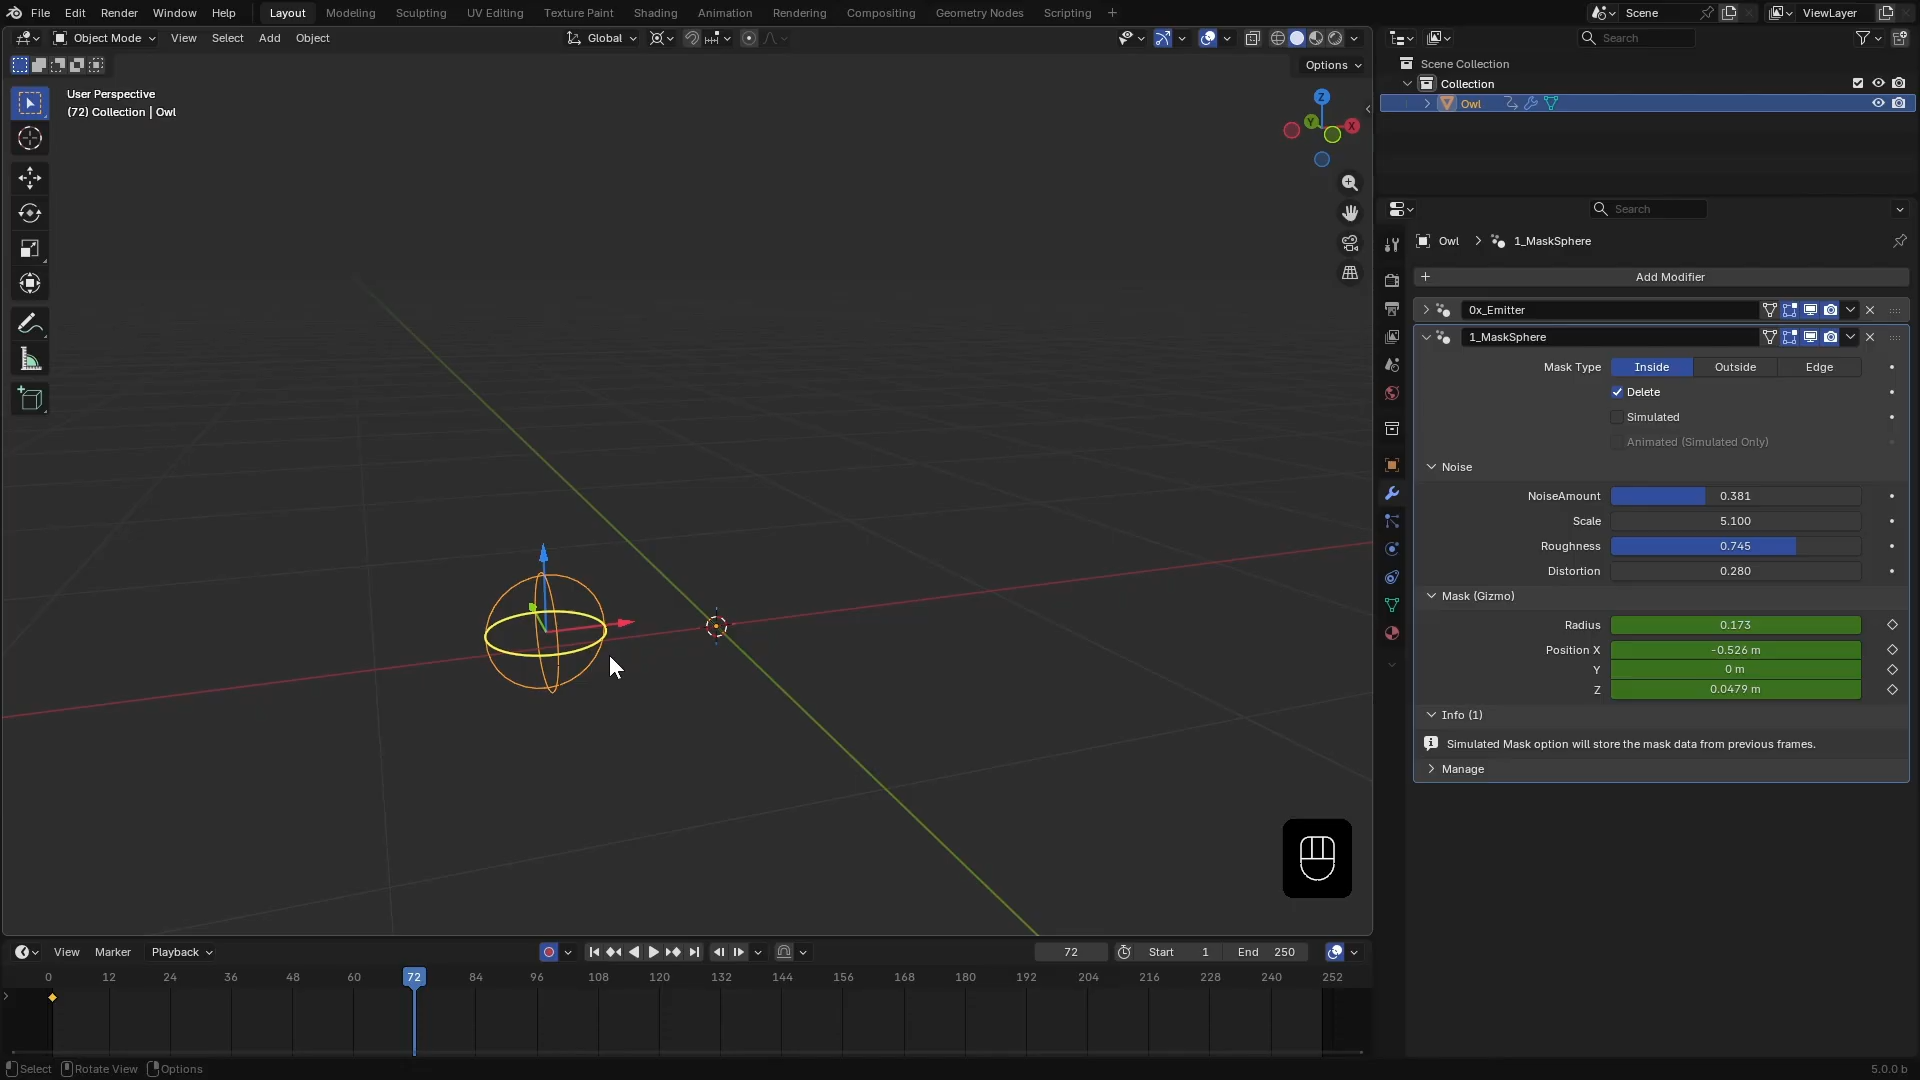 File Edit Render Window Help Layout Modeling Sculpting UV Editing Texture Paint Shading Animation Rendering Compositing Geometry Nodes Scripting Scene ViewLayer
Object Mode View Select Add Object Global Search
Options
Scene Collection
User Perspective
(72) Collection | Owl
Collection
Owl
Z
Y
X
Search
Owl 1_MaskSphere
Add Modifier
0x_Emitter
1_MaskSphere
Mask Type Inside Outside Edge
Delete
Simulated
Animated (Simulated Only)
Noise
NoiseAmount 0.381
Scale 5.100
Roughness 0.745
Distortion 0.280
Mask (Gizmo)
Radius 0.173
Position X -0.526 m
Y 0 m
Z 0.0479 m
Info (1)
Simulated Mask option will store the mask data from previous frames.
Manage
View Marker Playback 72 Start 1 End 250
0 12 24 36 48 60 72 84 96 108 120 132 144 156 168 180 192 204 216 228 240 252
Select Rotate View Options 5.0.0 b